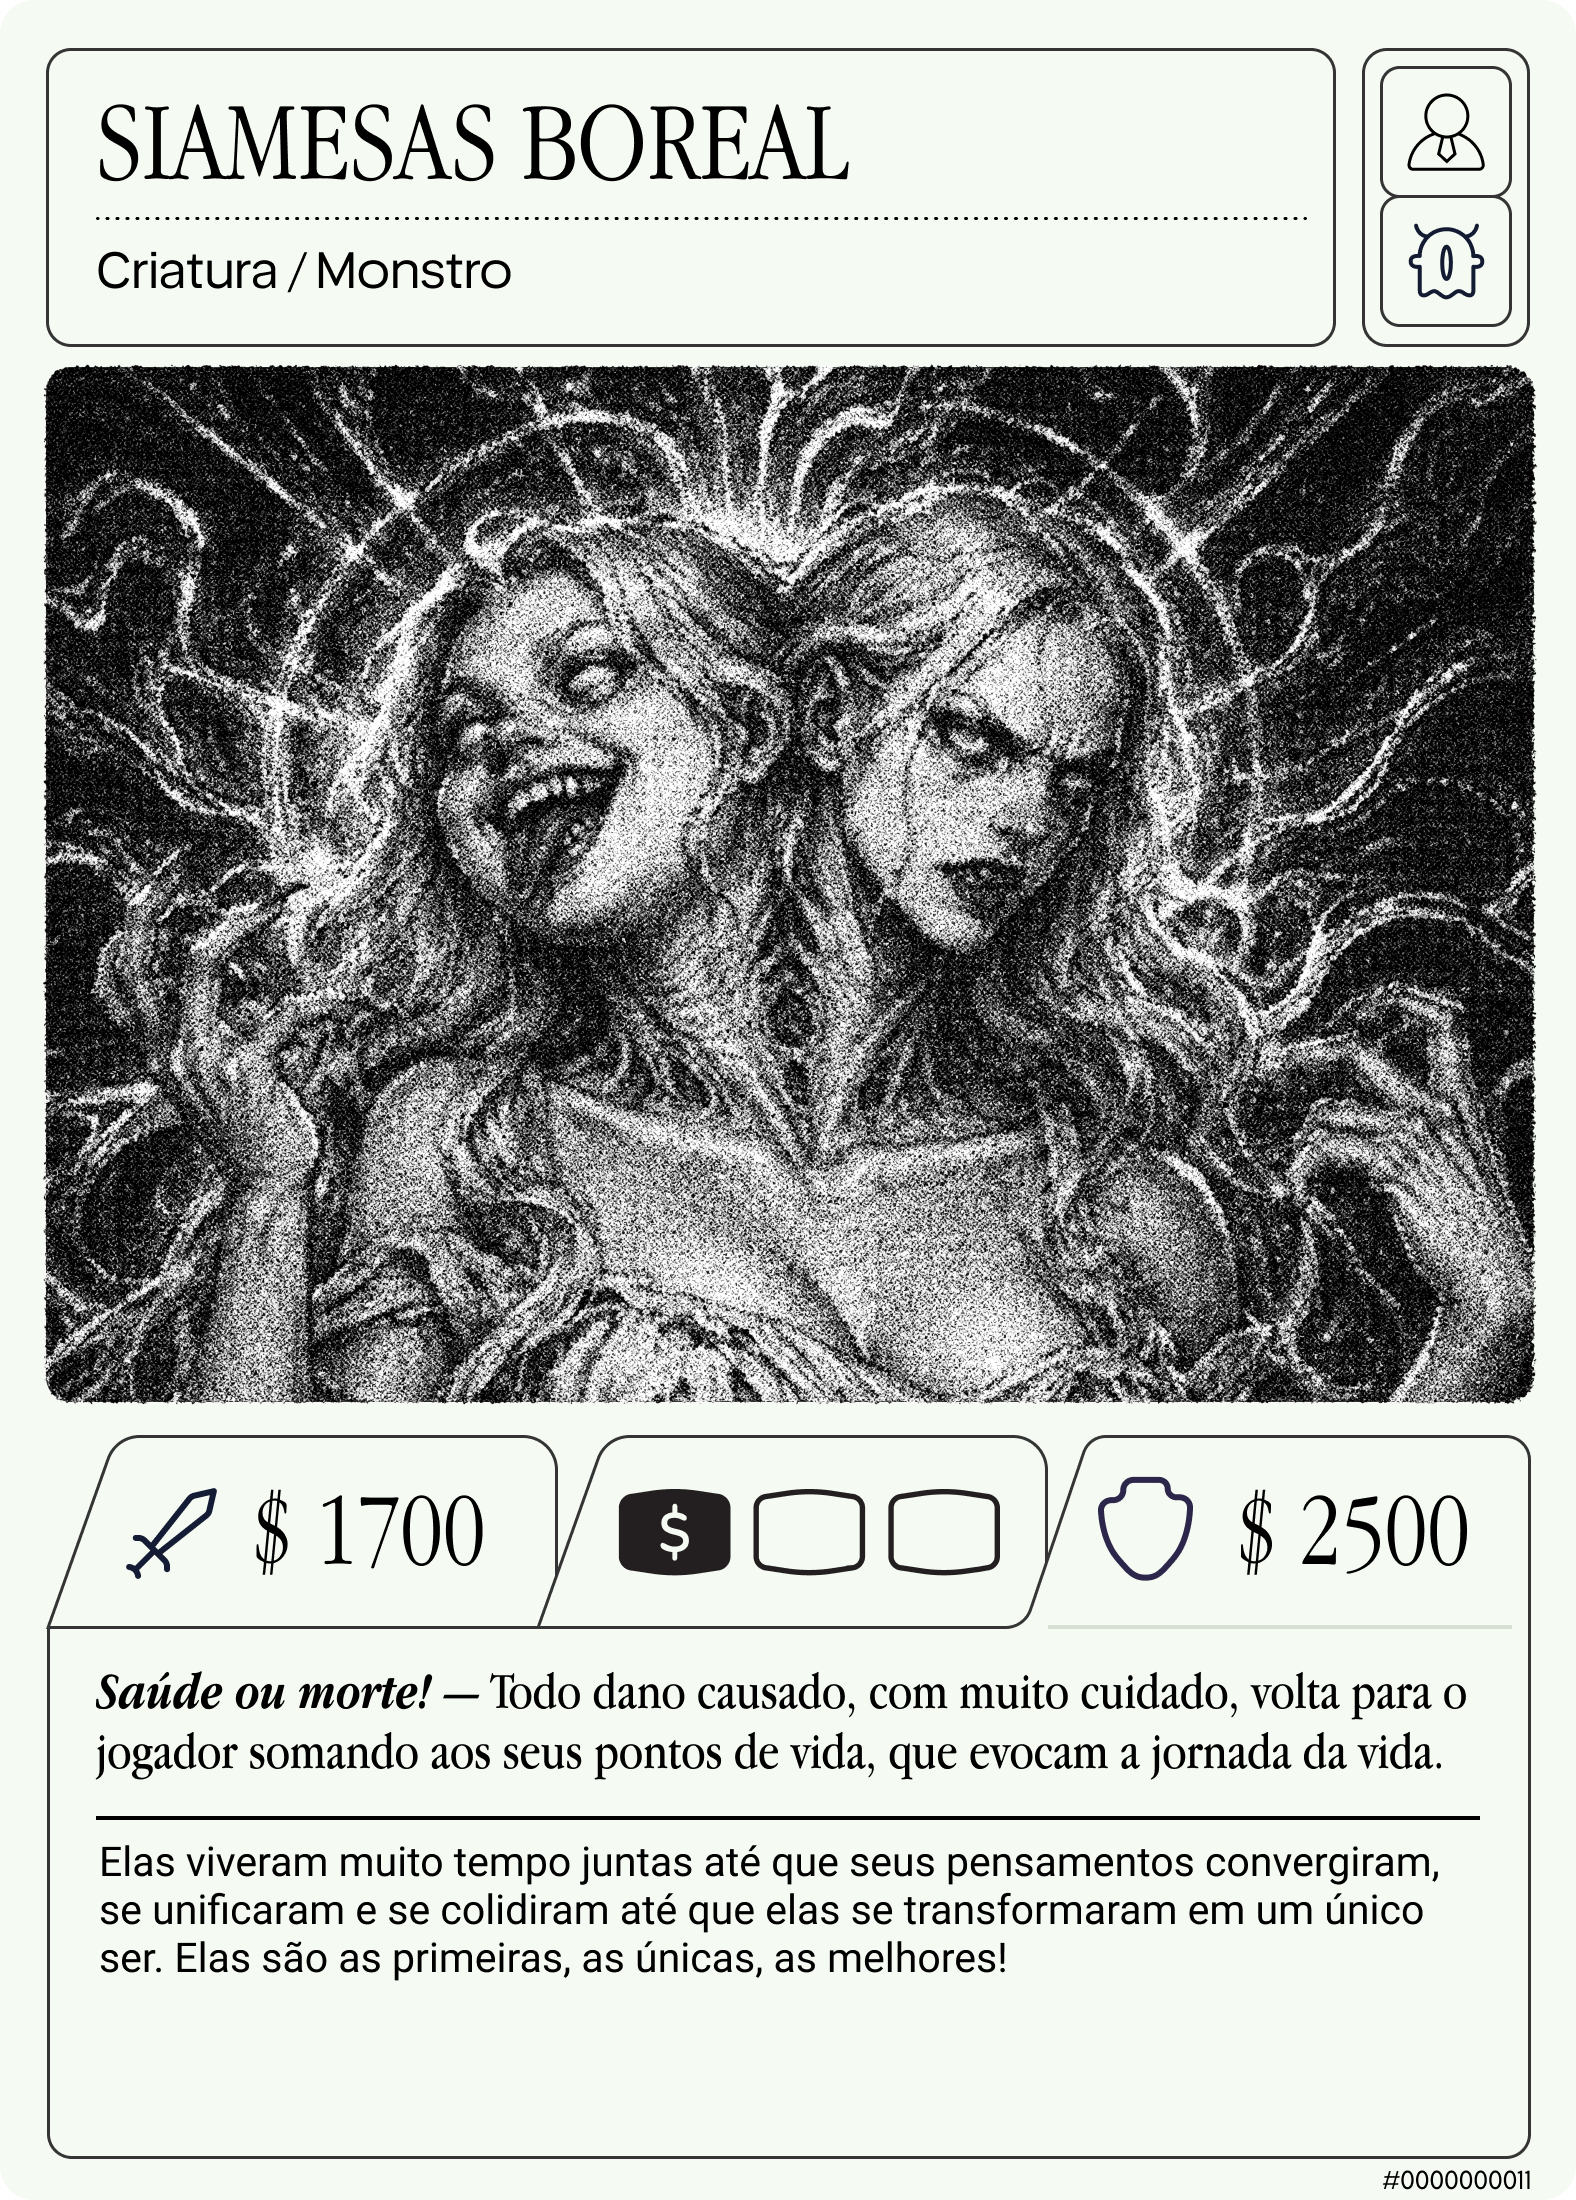 SIAMESAS BOREAL
Criatura / Monstro
$ 1700
$
$ 2500
Saúde ou morte! — Todo dano causado, com muito cuidado, volta para o
jogador somando aos seus pontos de vida, que evocam a jornada da vida.
Elas viveram muito tempo juntas até que seus pensamentos convergiram,
se unificaram e se colidiram até que elas se transformaram em um único
ser. Elas são as primeiras, as únicas, as melhores!
#0000000011